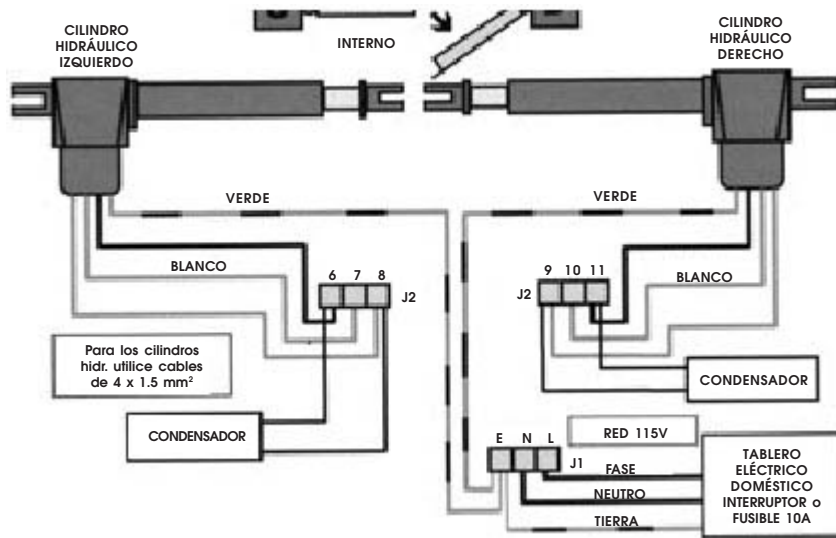 CILINDRO
HIDRÁULICO
IZQUIERDO
INTERNO
CILINDRO
HIDRÁULICO
DERECHO
VERDE
VERDE
BLANCO
6 7 8
J2
9 10 11
J2
BLANCO
Para los cilindros
hidr. utilice cables
de 4 x 1.5 mm²
CONDENSADOR
CONDENSADOR
E N L
J1
RED 115V
FASE
NEUTRO
TIERRA
TABLERO
ELÉCTRICO
DOMÉSTICO
INTERRUPTOR o
FUSIBLE 10A